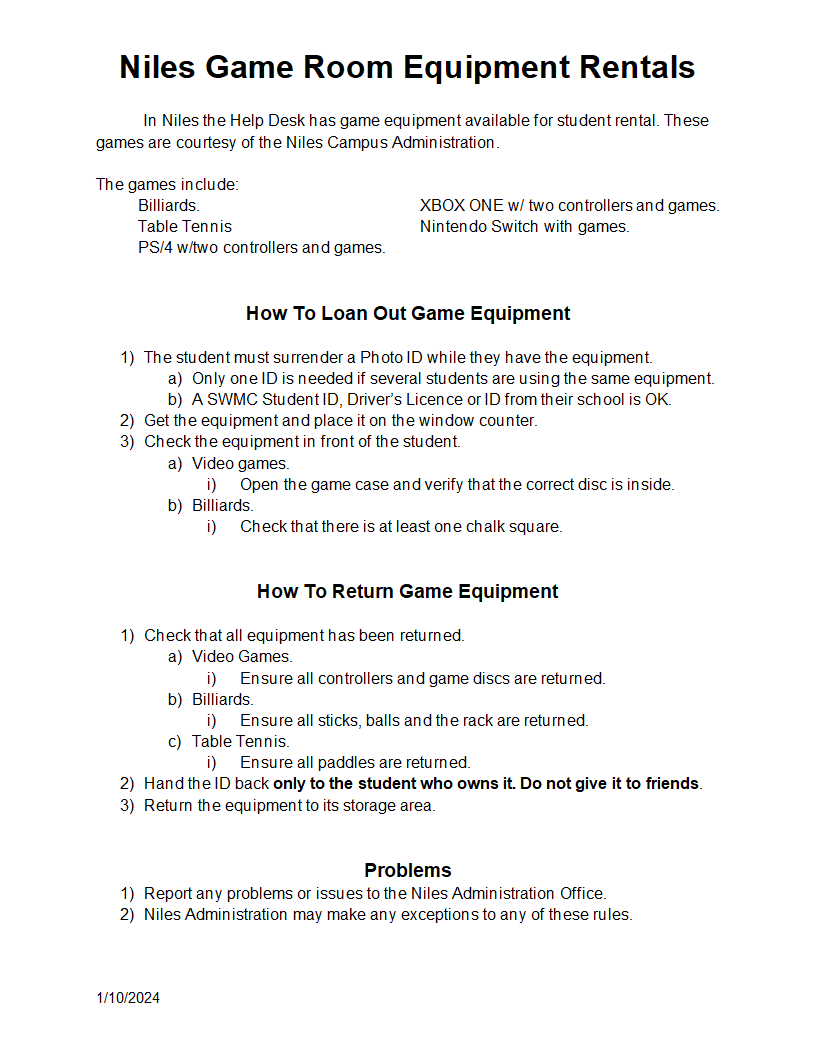 Niles Game Room Equipment Rentals
In Niles the Help Desk has game equipment available for student rental. These
games are courtesy of the Niles Campus Administration.
The games include:
Billiards. XBOX ONE w/ two controllers and games.
Table Tennis Nintendo Switch with games.
PS/4 w/two controllers and games.
How To Loan Out Game Equipment
1) The student must surrender a Photo ID while they have the equipment.
a) Only one ID is needed if several students are using the same equipment.
b) A SWMC Student ID, Driver’s Licence or ID from their school is OK.
2) Get the equipment and place it on the window counter.
3) Check the equipment in front of the student.
a) Video games.
i) Open the game case and verify that the correct disc is inside.
b) Billiards.
i) Check that there is at least one chalk square.
How To Return Game Equipment
1) Check that all equipment has been returned.
a) Video Games.
i) Ensure all controllers and game discs are returned.
b) Billiards.
i) Ensure all sticks, balls and the rack are returned.
c) Table Tennis.
i) Ensure all paddles are returned.
2) Hand the ID back only to the student who owns it. Do not give it to friends.
3) Return the equipment to its storage area.
Problems
1) Report any problems or issues to the Niles Administration Office.
2) Niles Administration may make any exceptions to any of these rules.
1/10/2024